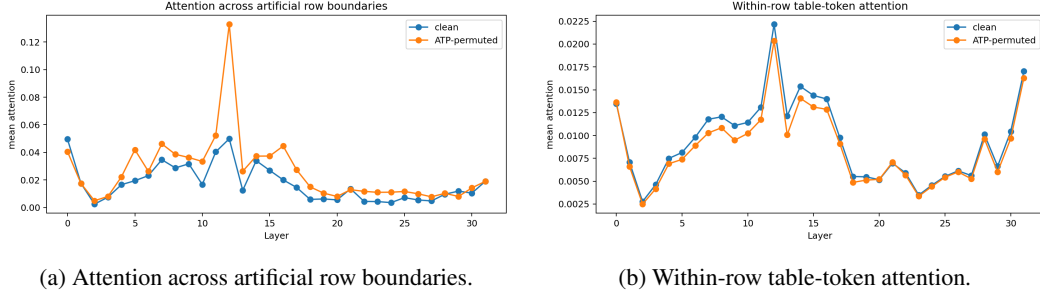 Attention across artificial row boundaries
clean
ATP-permuted
0.12
0.10
0.08
0.06
0.04
0.02
0.00
mean attention
0 5 10 15 20 25 30
Layer
(a) Attention across artificial row boundaries.
Within-row table-token attention
clean
ATP-permuted
0.0225
0.0200
0.0175
0.0150
0.0125
0.0100
0.0075
0.0050
0.0025
mean attention
0 5 10 15 20 25 30
Layer
(b) Within-row table-token attention.